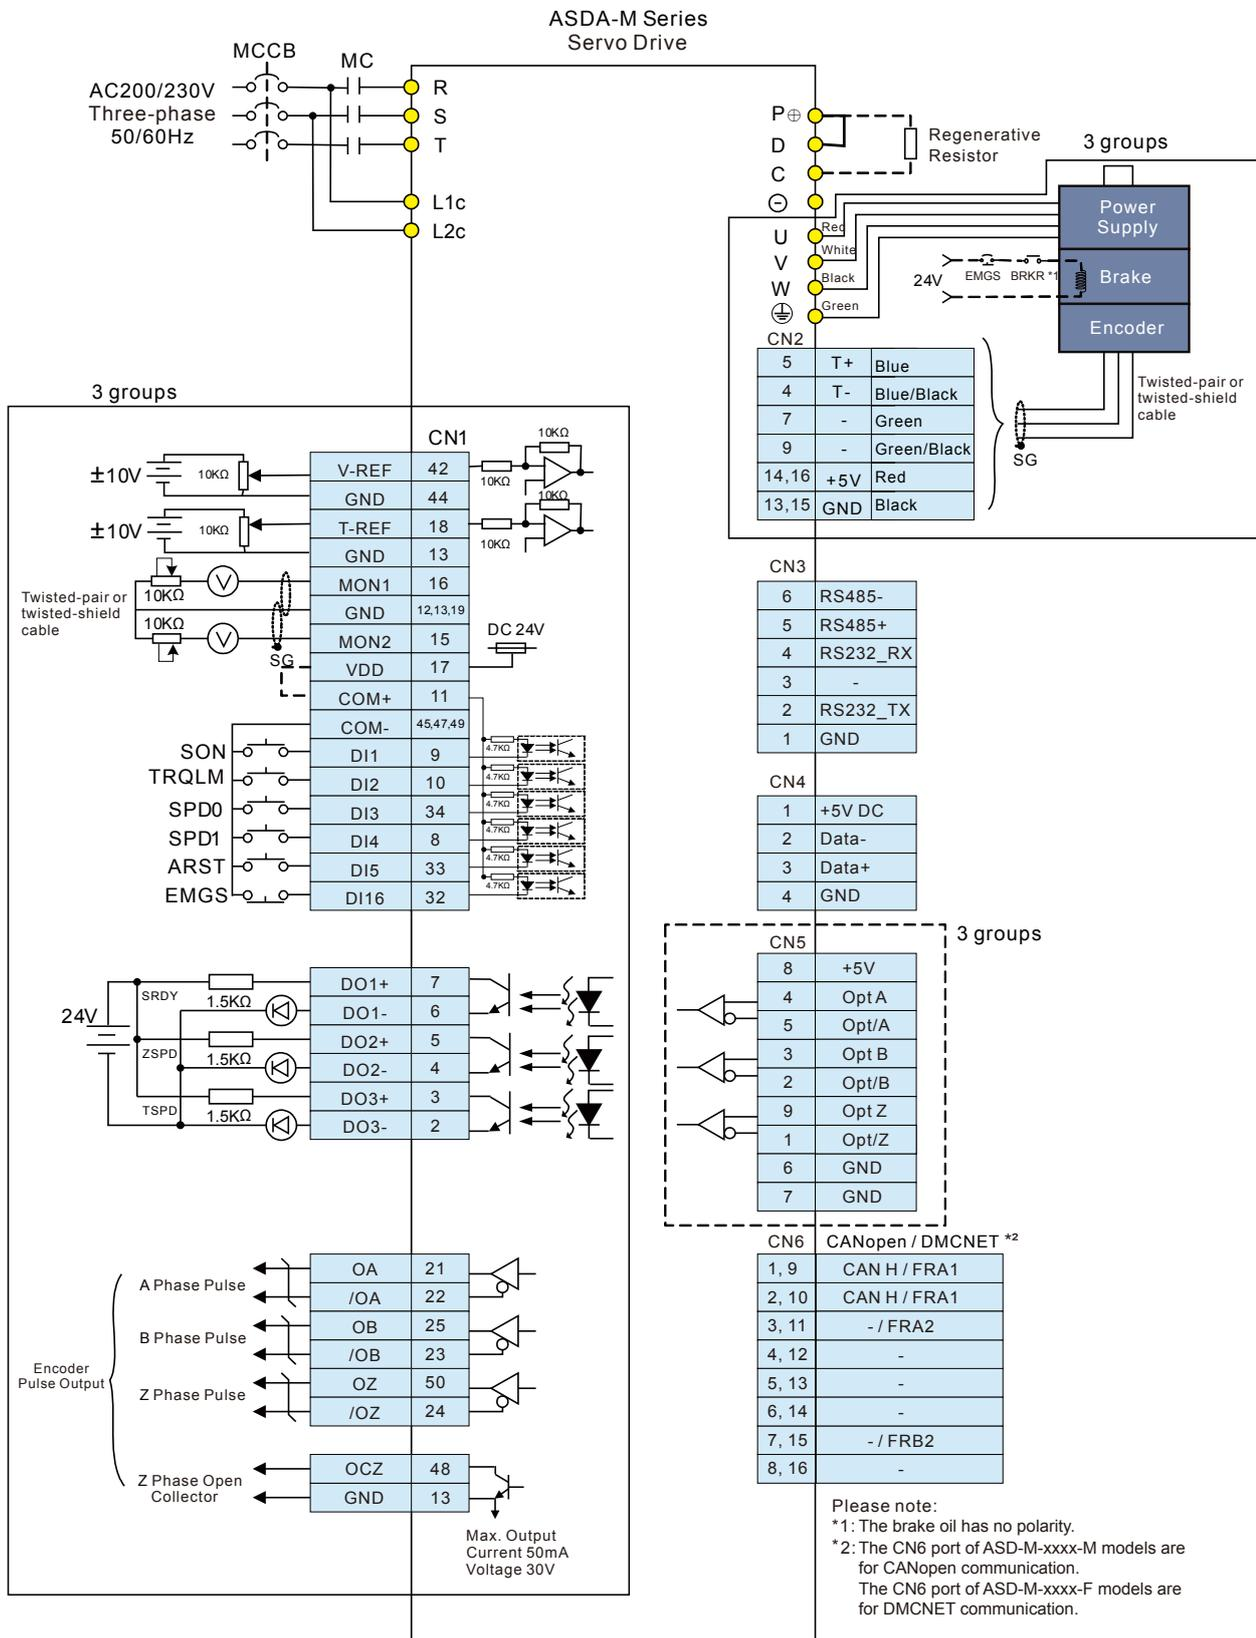 ASDA-M Series
Servo Drive
MCCB
MC
AC200/230V
Three-phase
50/60Hz
R
S
T
L1c
L2c
P⊕
D
C
⊖
U
V
W
Regenerative
Resistor
3 groups
Red
White
Black
Green
Power
Supply
24V
EMGS
BRKR *1
Brake
Encoder
CN2
5 T+ Blue
4 T- Blue/Black
7 - Green
9 - Green/Black
14,16 +5V Red
13,15 GND Black
SG
Twisted-pair or
twisted-shield
cable
3 groups
CN1
±10V
10KΩ
V-REF 42
10KΩ
10KΩ
GND 44
±10V
10KΩ
T-REF 18
10KΩ
10KΩ
GND 13
Twisted-pair or
twisted-shield
cable
10KΩ
V
MON1 16
GND 12,13,19
10KΩ
V
MON2 15
SG
DC 24V
VDD 17
COM+ 11
COM- 45,47,49
SON DI1 9 4.7KΩ
TRQLM DI2 10 4.7KΩ
SPD0 DI3 34 4.7KΩ
SPD1 DI4 8 4.7KΩ
ARST DI5 33 4.7KΩ
EMGS DI16 32 4.7KΩ
CN3
6 RS485-
5 RS485+
4 RS232_RX
3 -
2 RS232_TX
1 GND
CN4
1 +5V DC
2 Data-
3 Data+
4 GND
24V
SRDY
1.5KΩ
DO1+ 7
DO1- 6
ZSPD
1.5KΩ
DO2+ 5
DO2- 4
TSPD
1.5KΩ
DO3+ 3
DO3- 2
3 groups
CN5
8 +5V
4 Opt A
5 Opt/A
3 Opt B
2 Opt/B
9 Opt Z
1 Opt/Z
6 GND
7 GND
Encoder
Pulse Output
A Phase Pulse
OA 21
/OA 22
B Phase Pulse
OB 25
/OB 23
Z Phase Pulse
OZ 50
/OZ 24
Z Phase Open
Collector
OCZ 48
GND 13
Max. Output
Current 50mA
Voltage 30V
CN6 CANopen / DMCNET *2
1, 9 CAN H / FRA1
2, 10 CAN H / FRA1
3, 11 - / FRA2
4, 12 -
5, 13 -
6, 14 -
7, 15 - / FRB2
8, 16 -
Please note:
*1: The brake oil has no polarity.
*2: The CN6 port of ASD-M-xxxx-M models are
for CANopen communication.
The CN6 port of ASD-M-xxxx-F models are
for DMCNET communication.